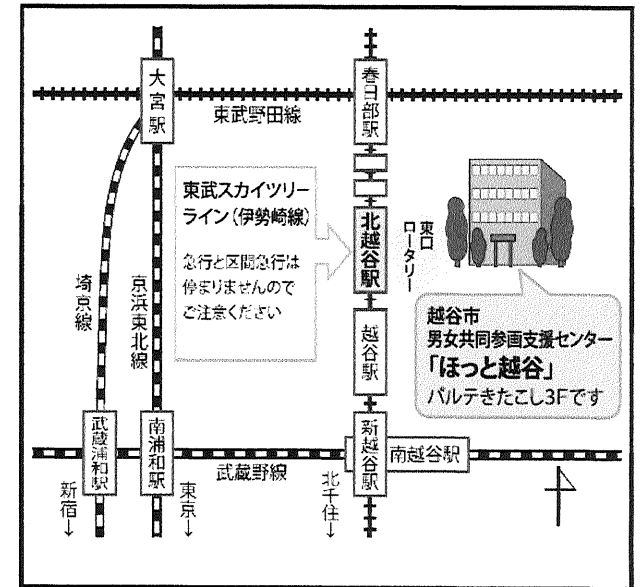 大宮駅
春日部駅
東武野田線
東武スカイツリー
ライン（伊勢崎線）
急行と区間急行は
停まりませんので
ご注意ください
北越谷駅
東口
ロータリー
埼京線
京浜東北線
越谷駅
越谷市
男女共同参画支援センター
「ほっと越谷」
パルテきたこし3Fです
武蔵浦和駅
南浦和駅
武蔵野線
新越谷駅
南越谷駅
新宿→
東京→
北千住→